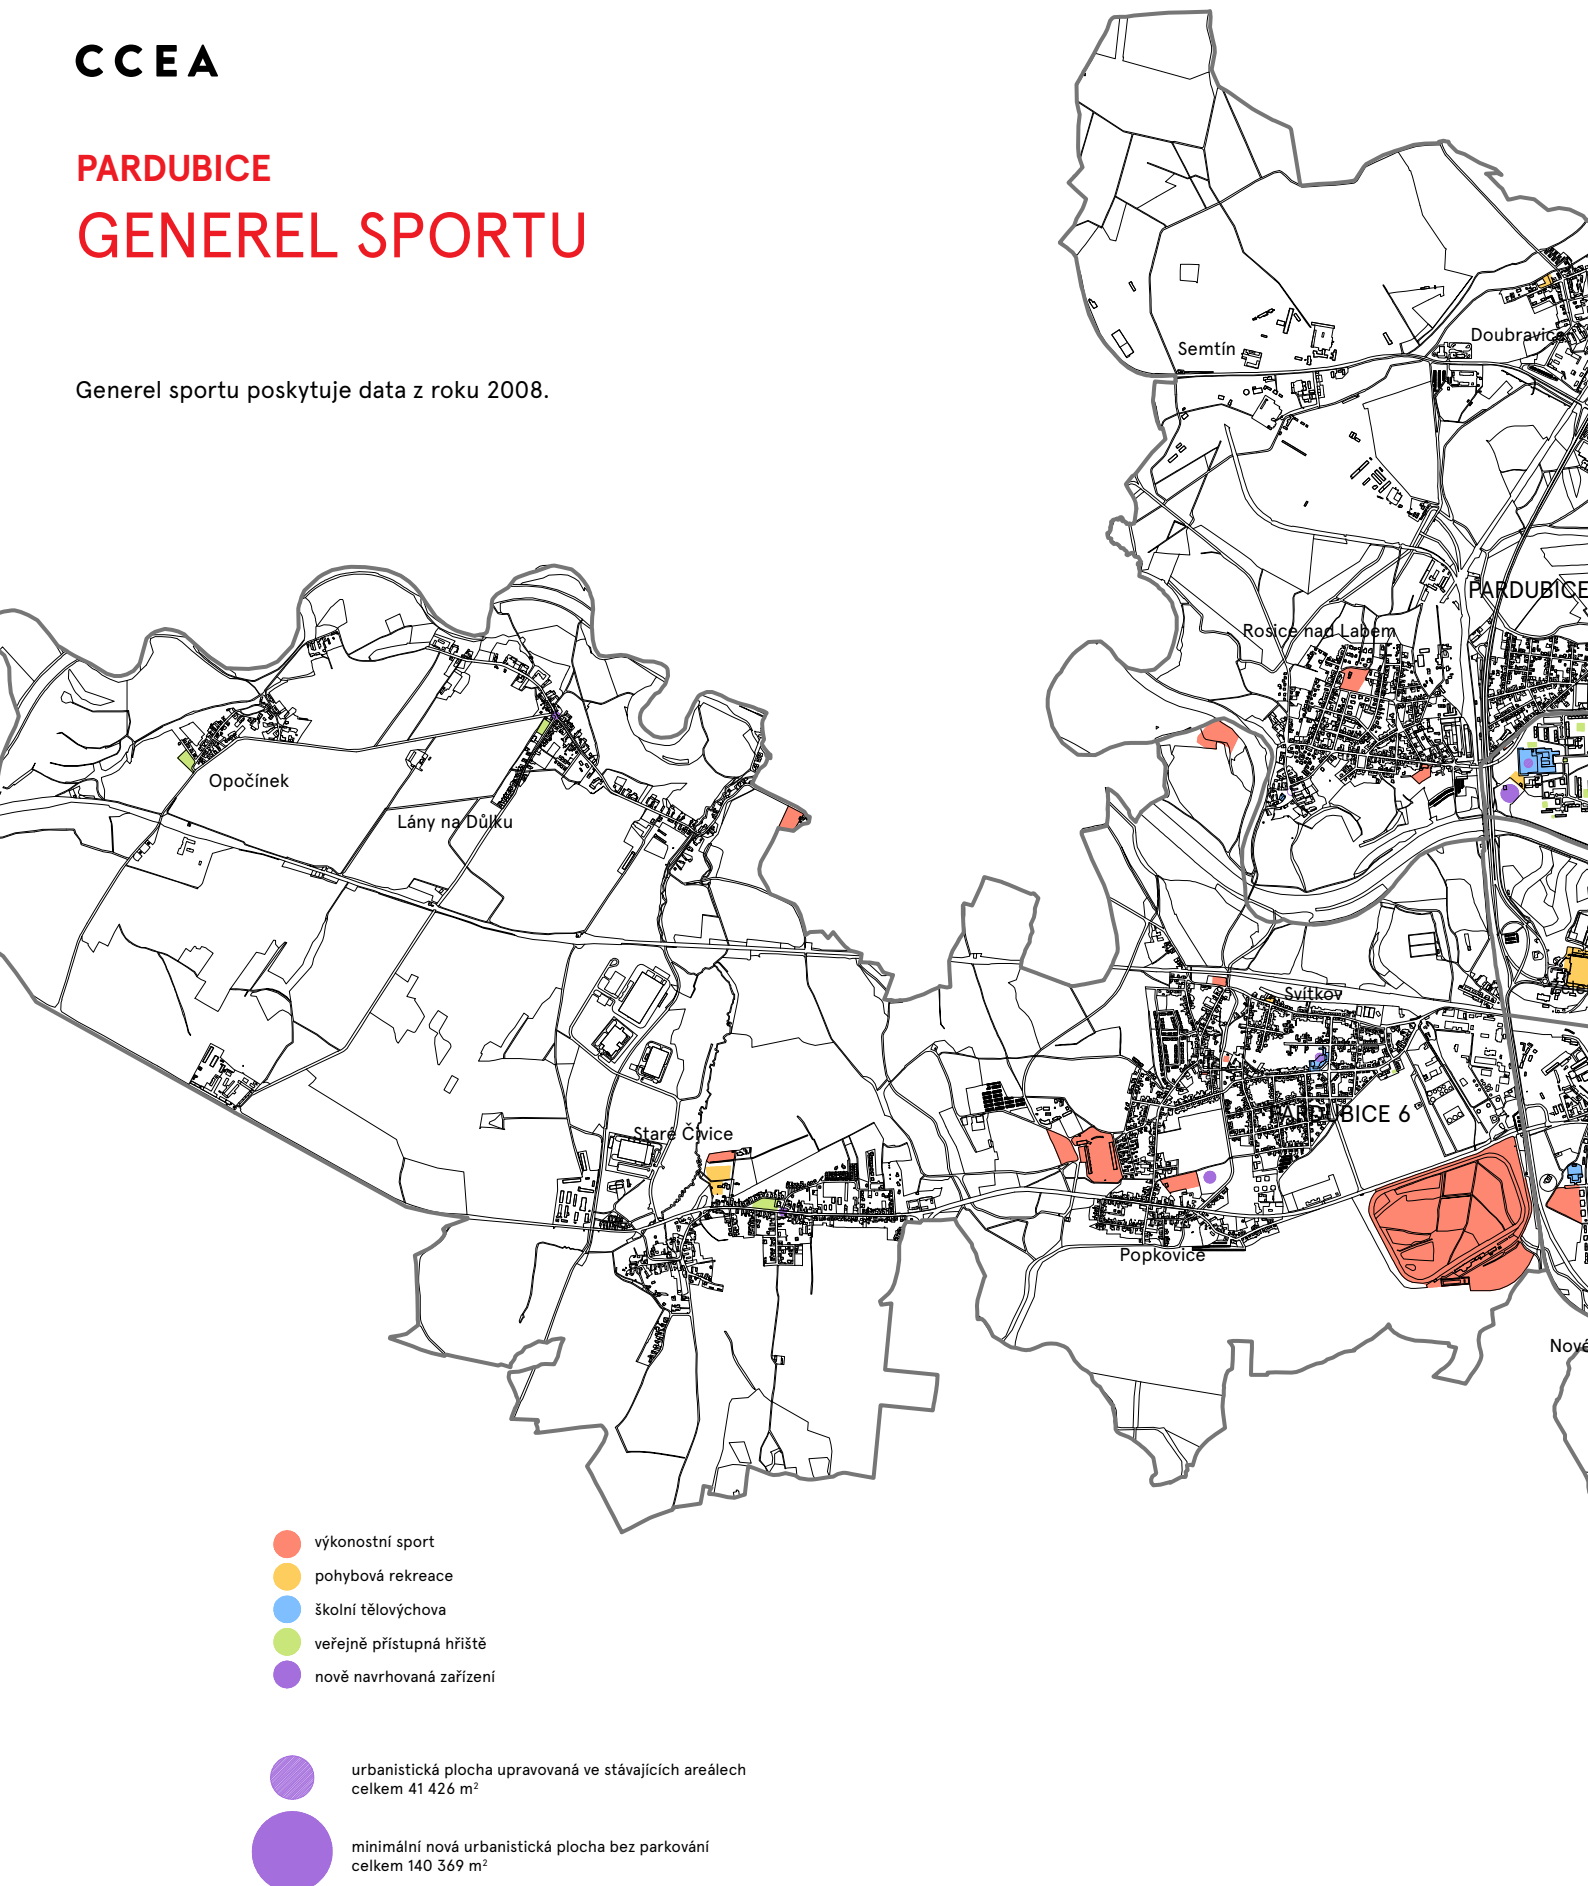 CCEA
PARDUBICE
GENEREL SPORTU
Generel sportu poskytuje data z roku 2008.
Semtín
Doubravice
PARDUBICE
Rosice nad Labem
Opočínek
Lány na Důlku
Svítkov
PARDUBICE 6
Staré Čívice
Popkovice
Nové
výkonostní sport
pohybová rekreace
školní tělovýchova
veřejně přístupná hřiště
nově navrhovaná zařízení
urbanistická plocha upravovaná ve stávajících areálech
celkem 41 426 m²
minimální nová urbanistická plocha bez parkování
celkem 140 369 m²